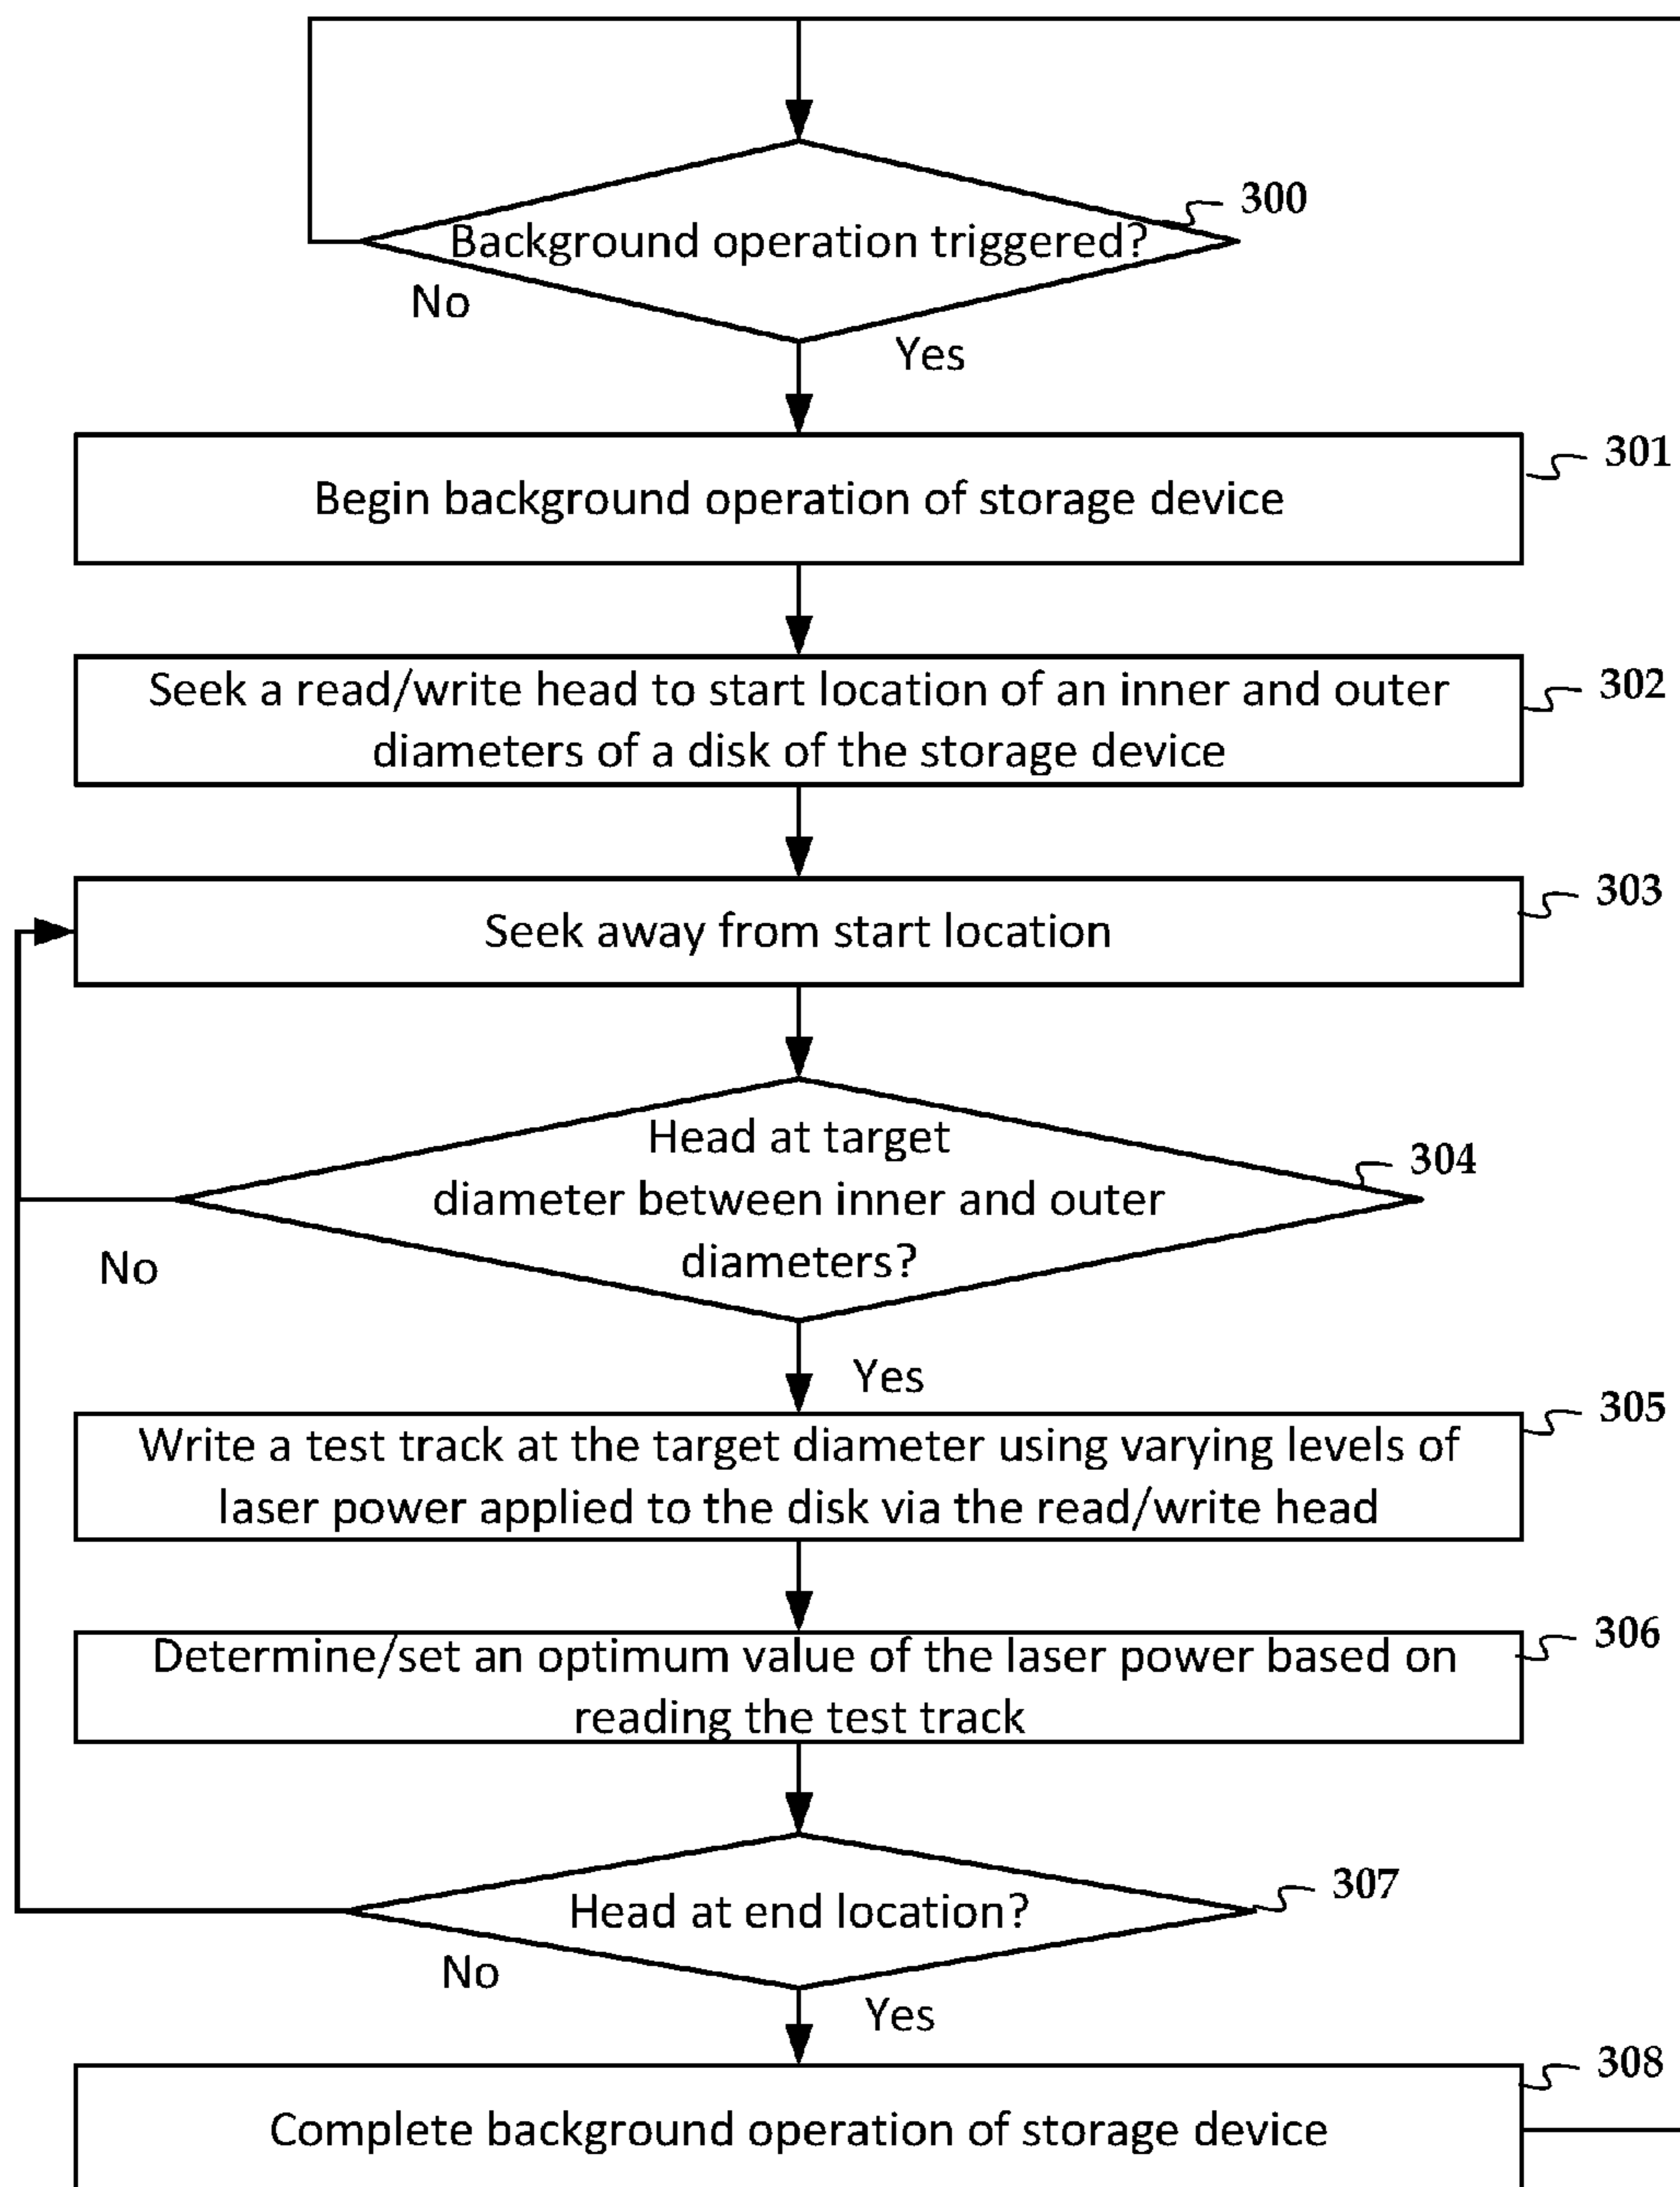 300
Background operation triggered?
No
Yes
301
Begin background operation of storage device
302
Seek a read/write head to start location of an inner and outer
diameters of a disk of the storage device
303
Seek away from start location
Head at target
304
diameter between inner and outer
diameters?
No
Yes
305
Write a test track at the target diameter using varying levels of
laser power applied to the disk via the read/write head
306
Determine/set an optimum value of the laser power based on
reading the test track
307
Head at end location?
No
Yes
308
Complete background operation of storage device